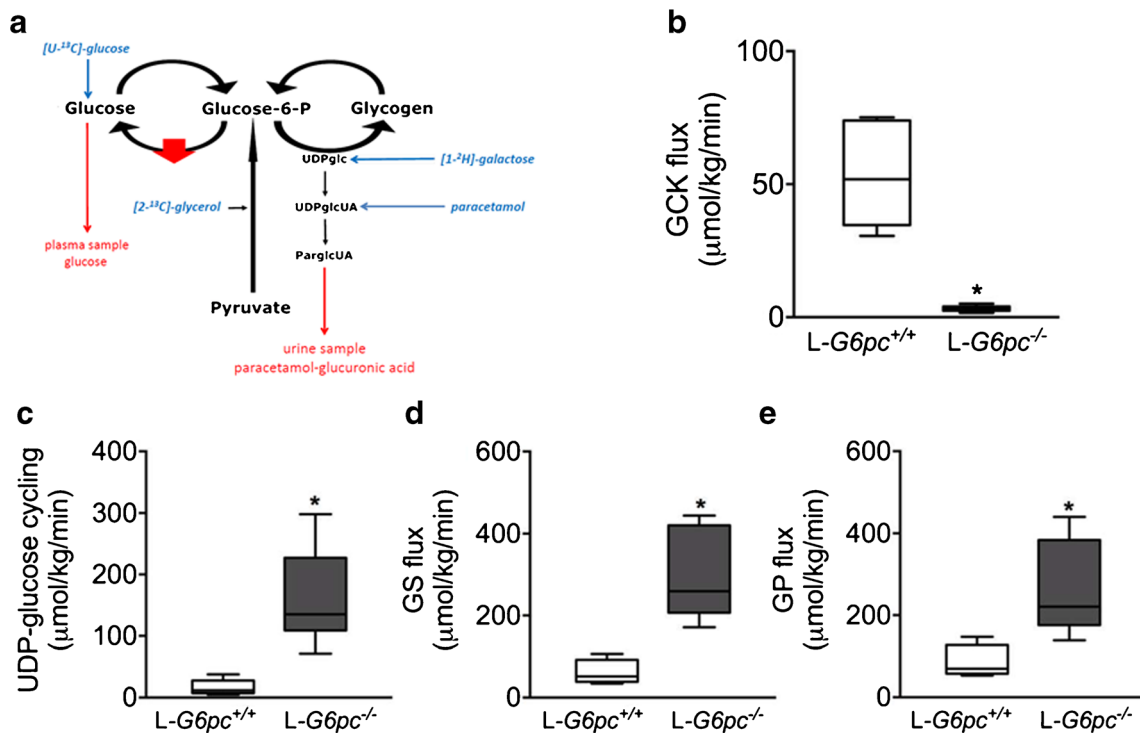 a
[U-¹³C]-glucose
Glucose
Glucose-6-P
Glycogen
UDPglc
[1-²H]-galactose
[2-¹³C]-glycerol
UDPglcUA
paracetamol
plasma sample
glucose
ParglcUA
Pyruvate
urine sample
paracetamol-glucuronic acid
b
GCK flux
(μmol/kg/min)
100
50
0
*
L-G6pc⁺/⁺
L-G6pc⁻/⁻
c
UDP-glucose cycling
(μmol/kg/min)
400
300
200
100
0
*
L-G6pc⁺/⁺
L-G6pc⁻/⁻
d
GS flux
(μmol/kg/min)
600
400
200
0
*
L-G6pc⁺/⁺
L-G6pc⁻/⁻
e
GP flux
(μmol/kg/min)
600
400
200
0
*
L-G6pc⁺/⁺
L-G6pc⁻/⁻